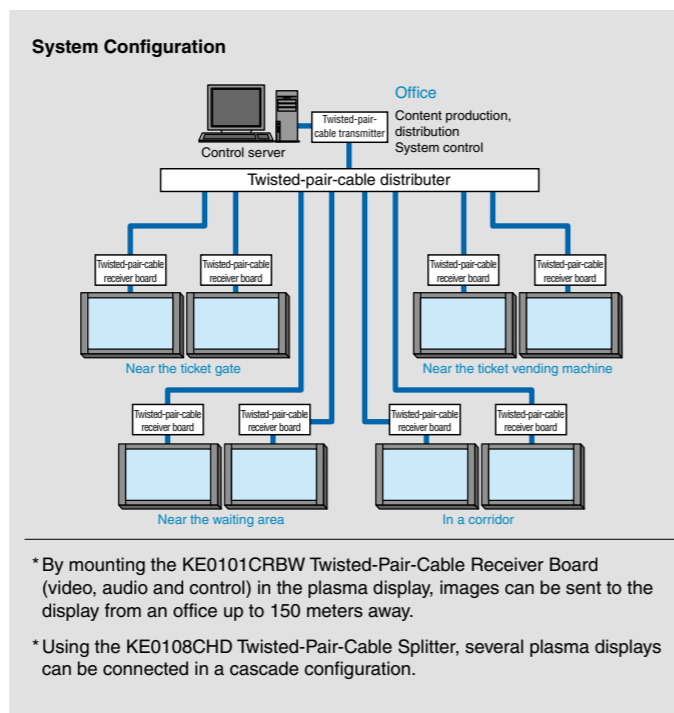 System Configuration
Office
Twisted-pair-
cable transmitter
Content production,
distribution
System control
Control server
Twisted-pair-cable distributer
Twisted-pair-cable
receiver board
Twisted-pair-cable
receiver board
Twisted-pair-cable
receiver board
Twisted-pair-cable
receiver board
Near the ticket gate
Near the ticket vending machine
Twisted-pair-cable
receiver board
Twisted-pair-cable
receiver board
Twisted-pair-cable
receiver board
Twisted-pair-cable
receiver board
Near the waiting area
In a corridor
* By mounting the KE0101CRBW Twisted-Pair-Cable Receiver Board
(video, audio and control) in the plasma display, images can be sent to the
display from an office up to 150 meters away.
* Using the KE0108CHD Twisted-Pair-Cable Splitter, several plasma displays
can be connected in a cascade configuration.